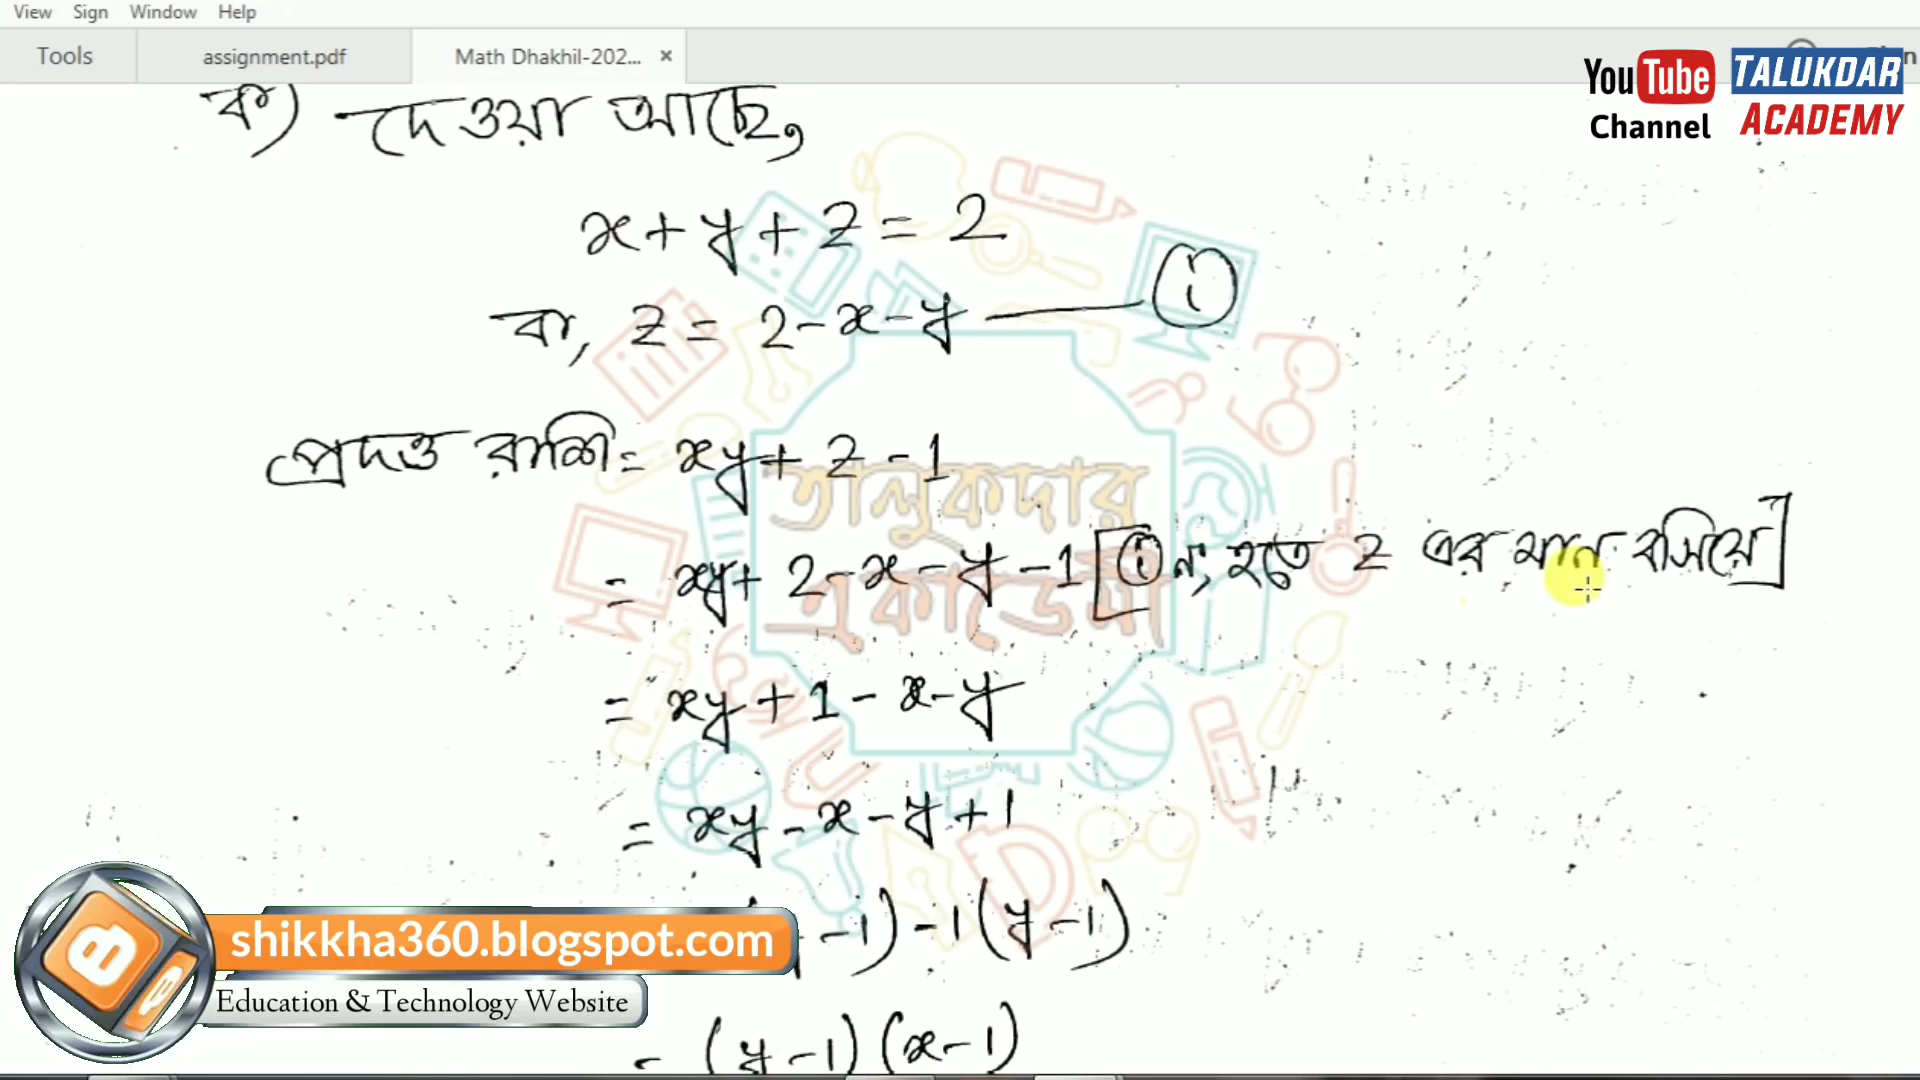 View Sign Window Help
Tools assignment.pdf Math Dhakhil-202... ×
YouTube Channel
TALUKDAR ACADEMY
ক) দেওয়া আছে,
x+y+z=2
বা, z=2-x-y — (i)
প্রদত্ত রাশি = xy+z-1
= xy+2-x-y-1 [(i) নং হতে z এর মান বসিয়ে]
= xy+1-x-y
= xy-x-y+1
-1)-1(y-1)
= (y-1)(x-1)
তালুকদার
একাডেমী
shikkha360.blogspot.com
Education & Technology Website